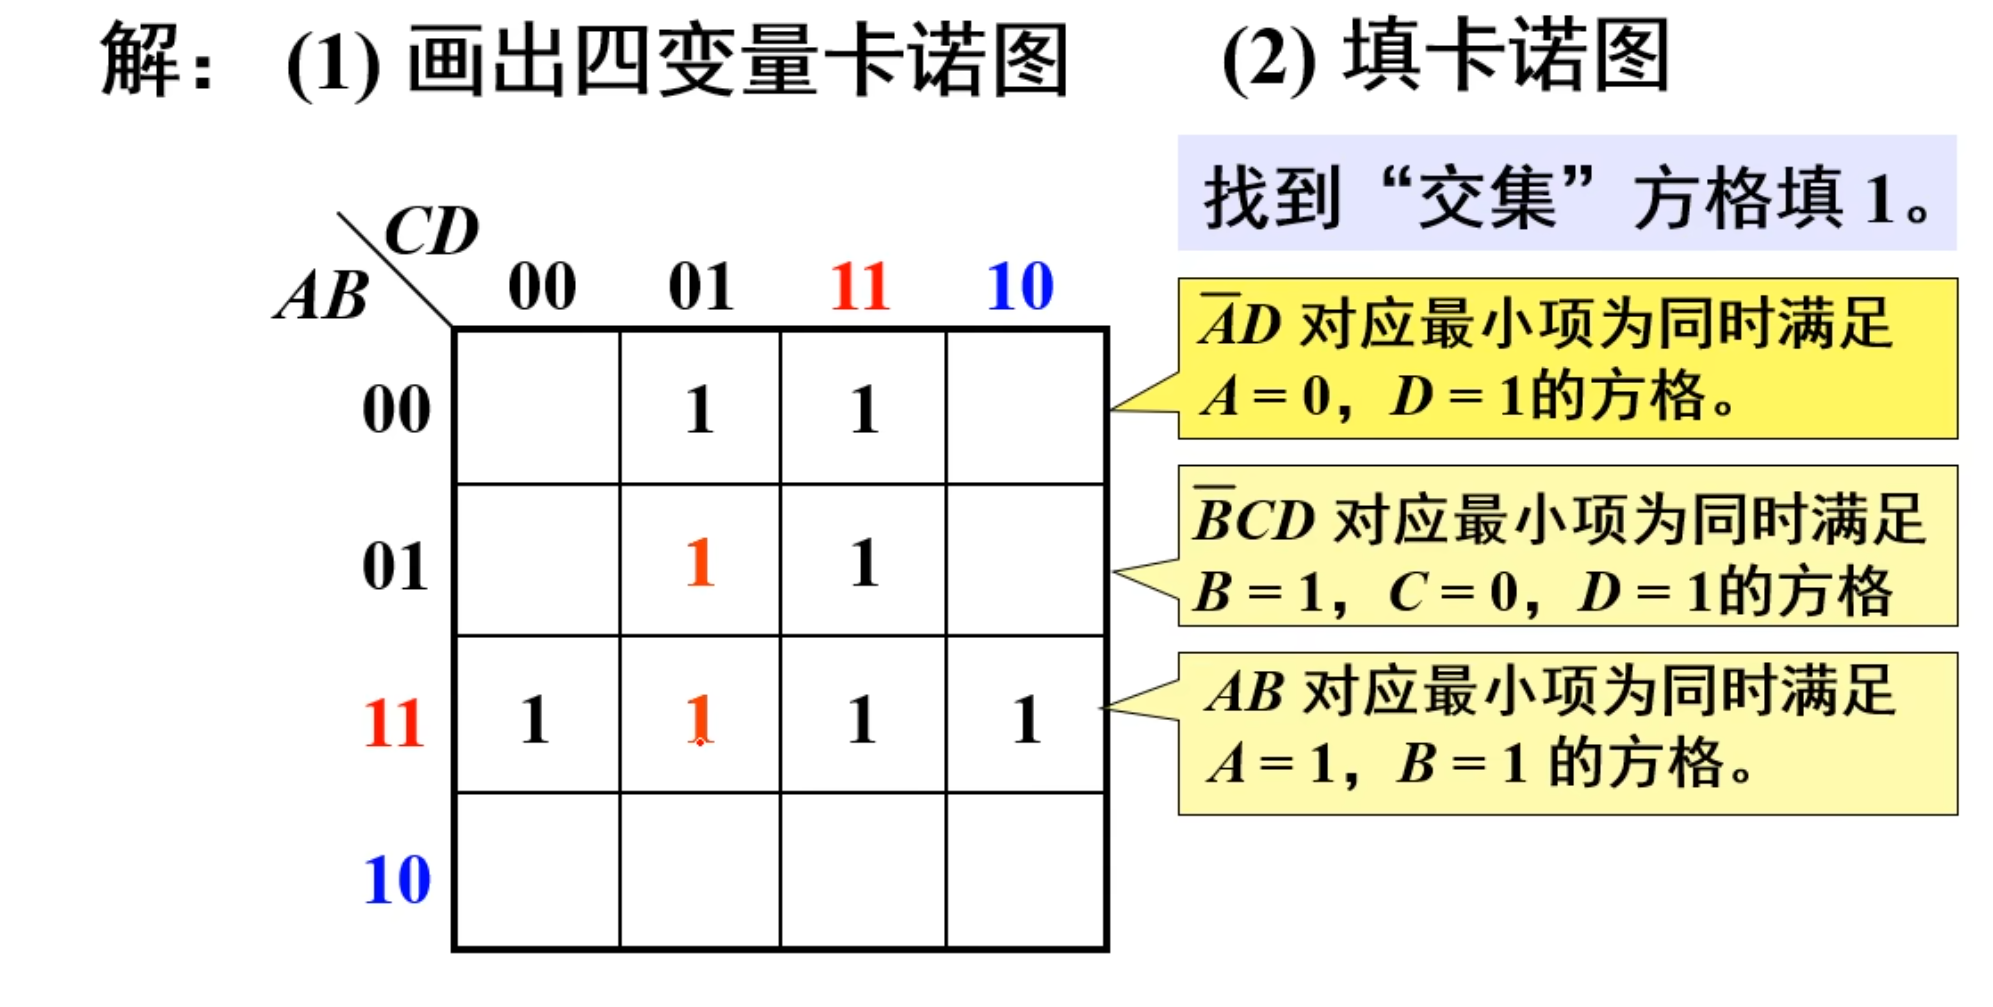 解： (1) 画出四变量卡诺图 (2) 填卡诺图
找到“交集”方格填 1。
CD
AB 00 01 11 10
00 1 1
01 1 1
11 1 1 1 1
10
A̅D 对应最小项为同时满足
A = 0，D = 1的方格。
B̅CD 对应最小项为同时满足
B = 1，C = 0，D = 1的方格
AB 对应最小项为同时满足
A = 1，B = 1 的方格。